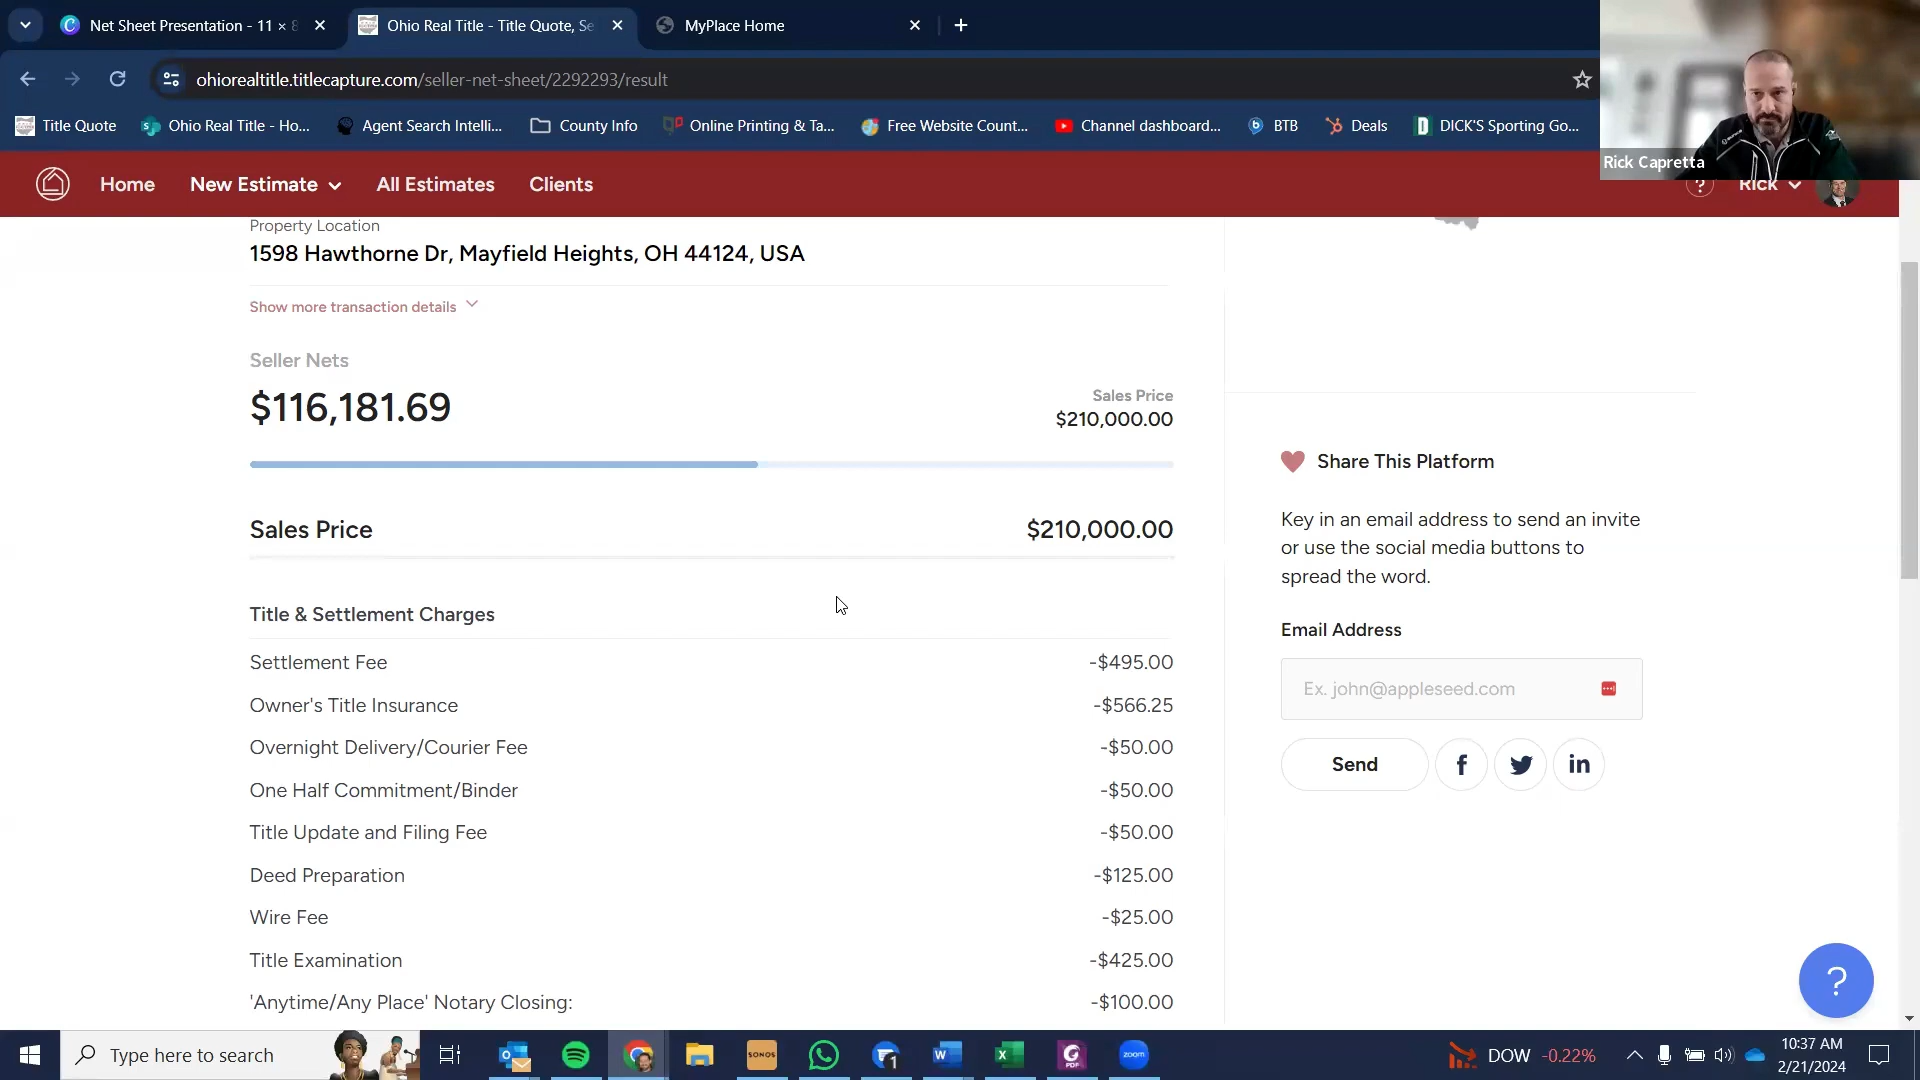 Net Sheet Presentation - 11 × 8
Ohio Real Title - Title Quote, Se
MyPlace Home
ohiorealtitle.titlecapture.com/seller-net-sheet/2292293/result
Title Quote
Ohio Real Title - Ho...
Agent Search Intelli...
County Info
Online Printing & Ta...
Free Website Count...
Channel dashboard...
BTB
Deals
DICK'S Sporting Go...
Rick Capretta
Home
New Estimate
All Estimates
Clients
?
Rick
Property Location
1598 Hawthorne Dr, Mayfield Heights, OH 44124, USA
Show more transaction details
Seller Nets
$116,181.69
Sales Price
$210,000.00
Sales Price
$210,000.00
Title & Settlement Charges
Settlement Fee
-$495.00
Owner's Title Insurance
-$566.25
Overnight Delivery/Courier Fee
-$50.00
One Half Commitment/Binder
-$50.00
Title Update and Filing Fee
-$50.00
Deed Preparation
-$125.00
Wire Fee
-$25.00
Title Examination
-$425.00
'Anytime/Any Place' Notary Closing:
-$100.00
Share This Platform
Key in an email address to send an invite
or use the social media buttons to
spread the word.
Email Address
Ex. john@appleseed.com
Send
f
in
?
Type here to search
SONOS
1
W
X
PDF
zoom
DOW -0.22%
10:37 AM
2/21/2024